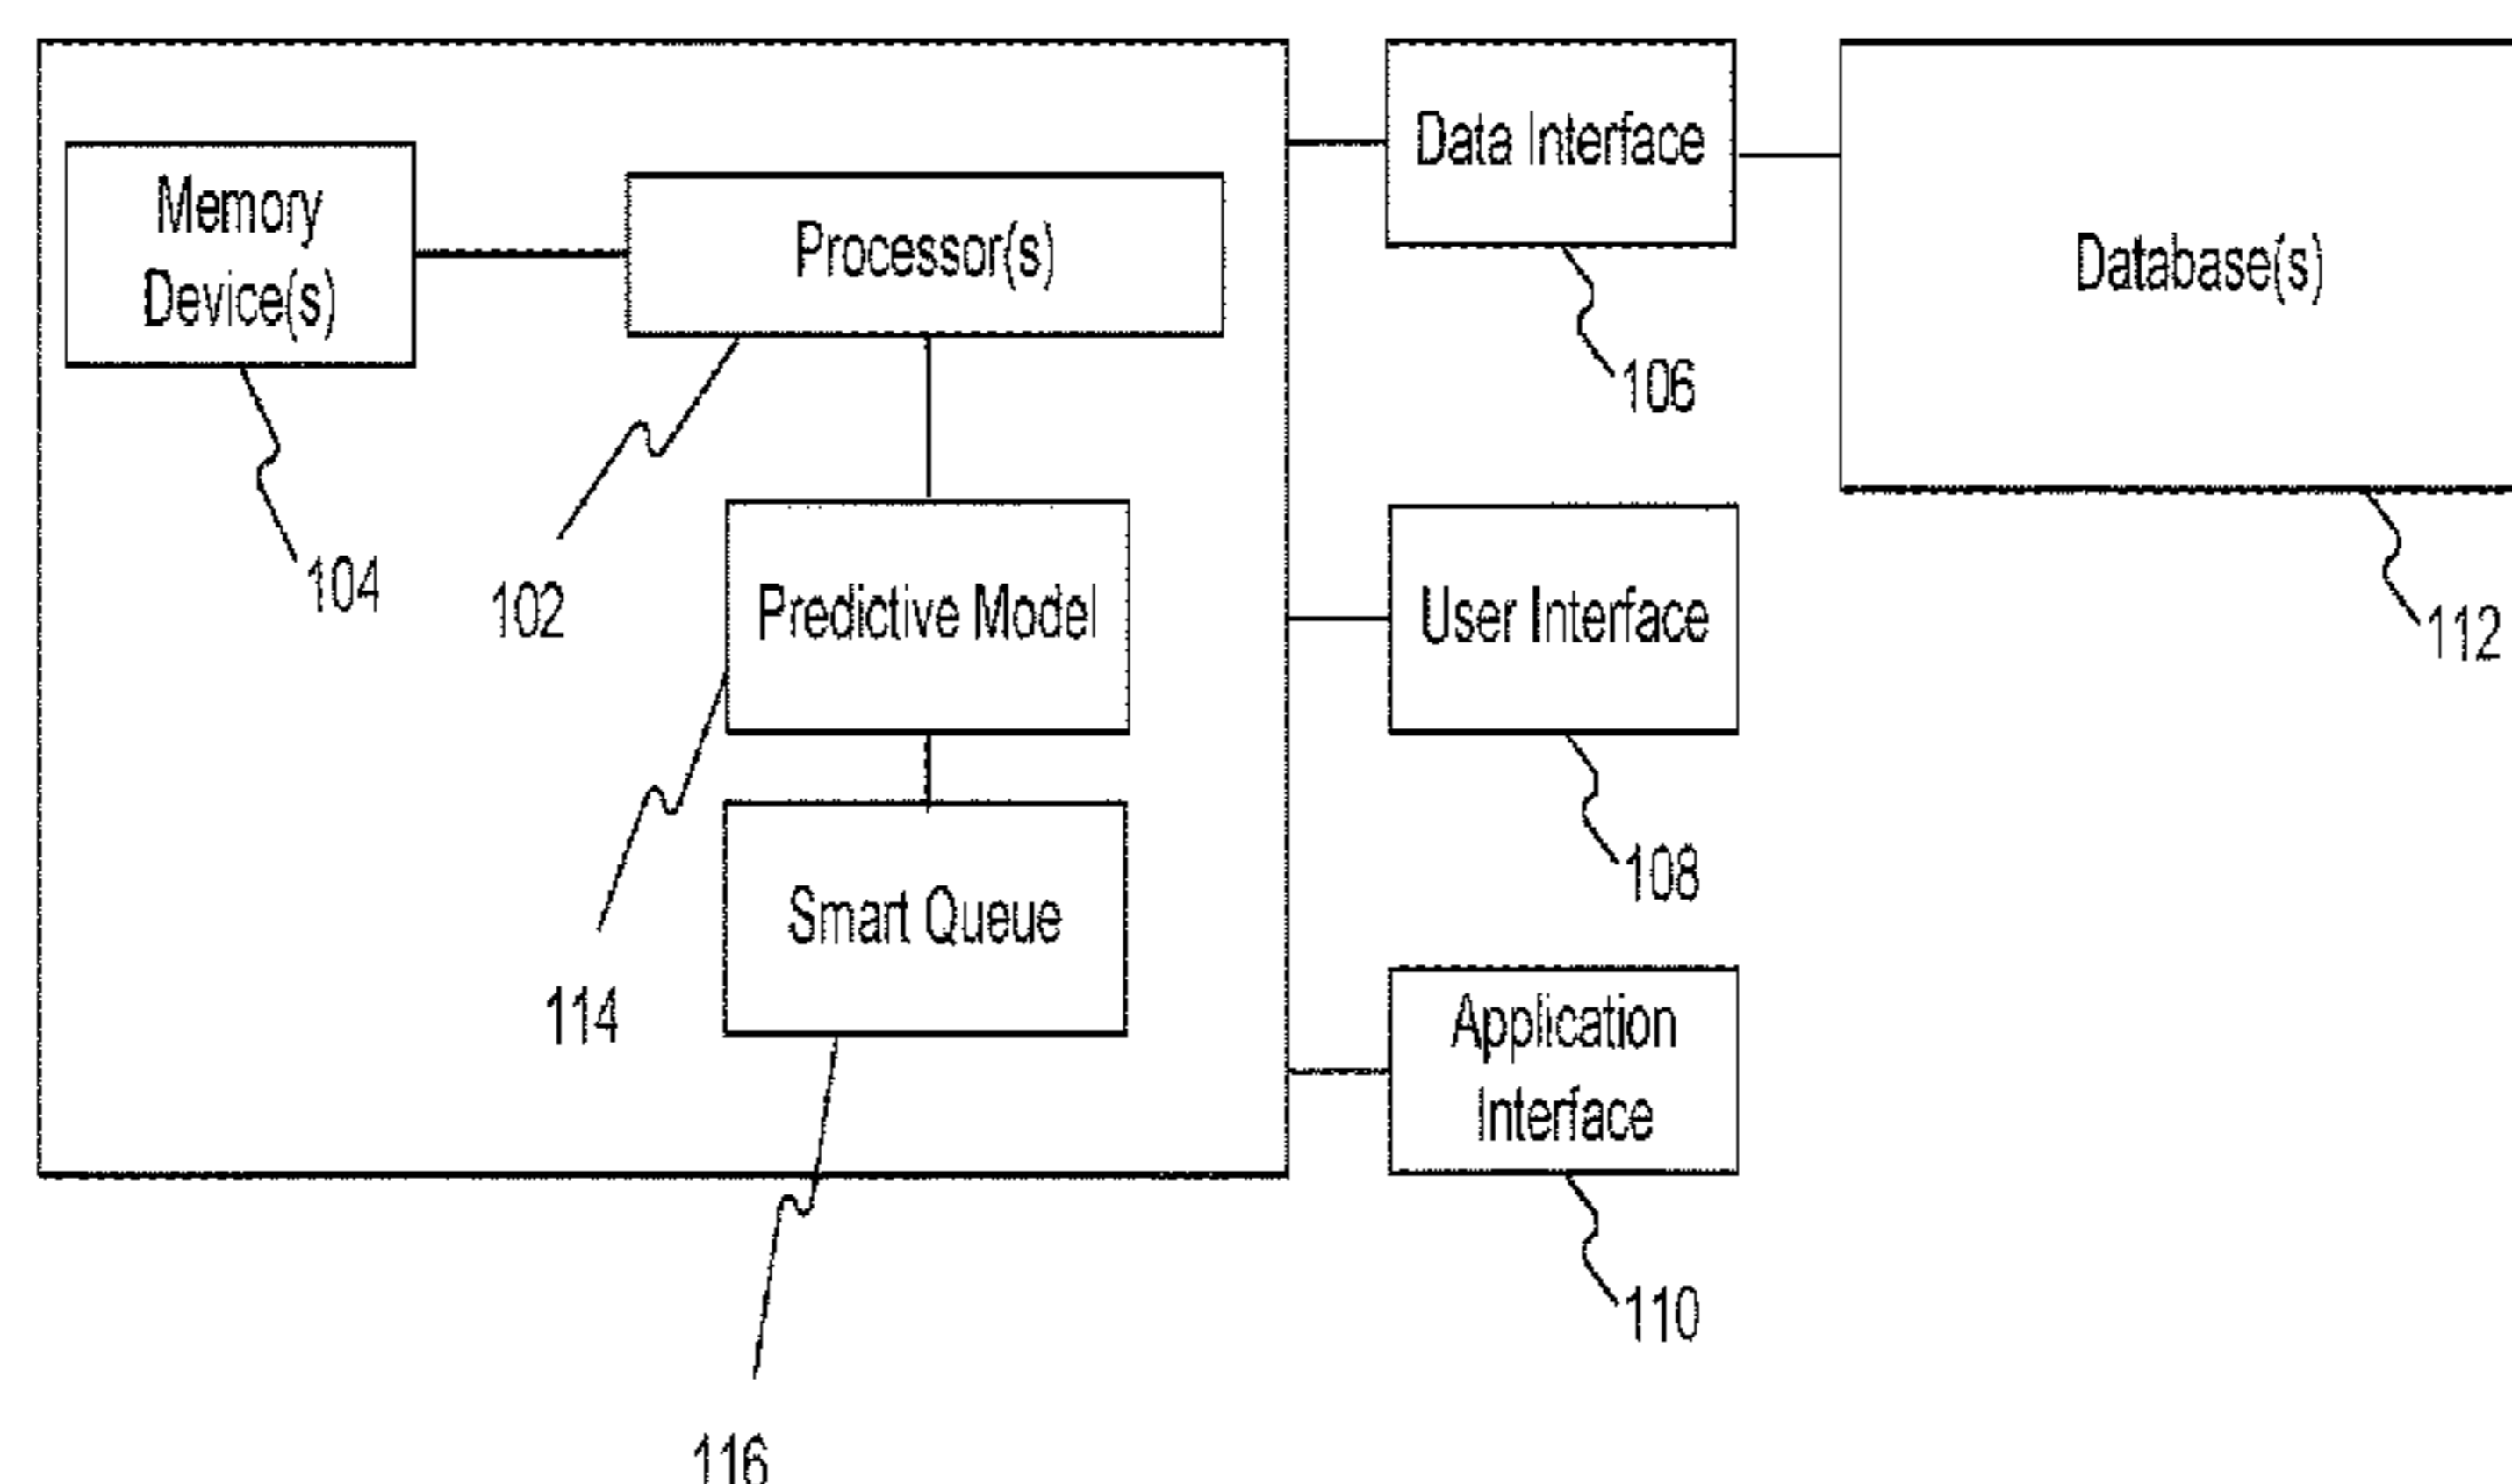 Memory
Device(s)
104
Processor(s)
102
Predictive Model
114
Smart Queue
116
Data Interface
106
User Interface
108
Application
Interface
110
Database(s)
112